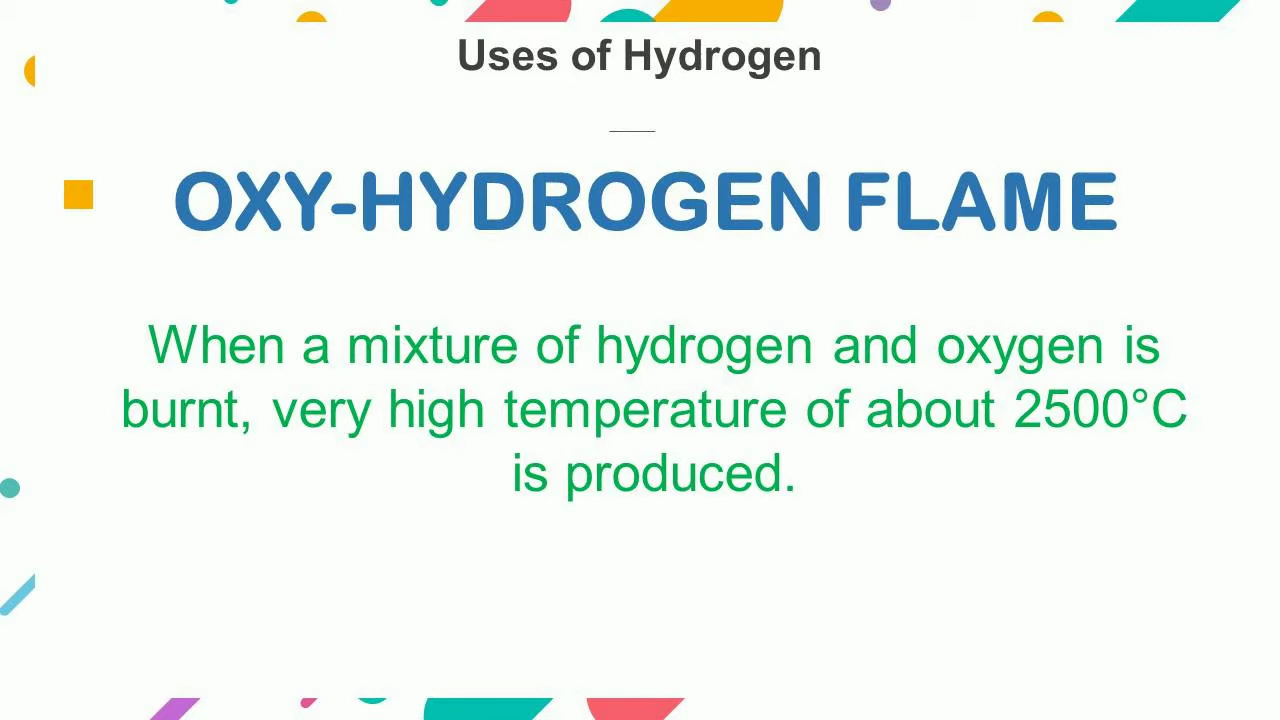 Uses of Hydrogen
OXY-HYDROGEN FLAME
When a mixture of hydrogen and oxygen is
burnt, very high temperature of about 2500°C
is produced.